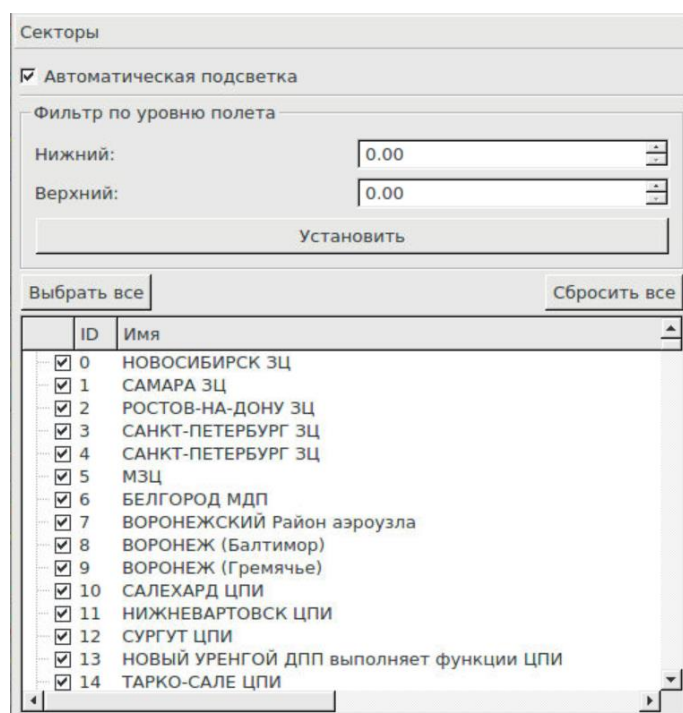 Секторы
Автоматическая подсветка
Фильтр по уровню полета
Нижний: 0.00
Верхний: 0.00
Установить
Выбрать все Сбросить все
ID Имя
0 НОВОСИБИРСК ЗЦ
1 САМАРА ЗЦ
2 РОСТОВ-НА-ДОНУ ЗЦ
3 САНКТ-ПЕТЕРБУРГ ЗЦ
4 САНКТ-ПЕТЕРБУРГ ЗЦ
5 МЗЦ
6 БЕЛГОРОД МДП
7 ВОРОНЕЖСКИЙ Район аэроузла
8 ВОРОНЕЖ (Балтимор)
9 ВОРОНЕЖ (Гремячье)
10 САЛЕХАРД ЦПИ
11 НИЖНЕВАРТОВСК ЦПИ
12 СУРГУТ ЦПИ
13 НОВЫЙ УРЕНГОЙ ДПП выполняет функции ЦПИ
14 ТАРКО-САЛЕ ЦПИ